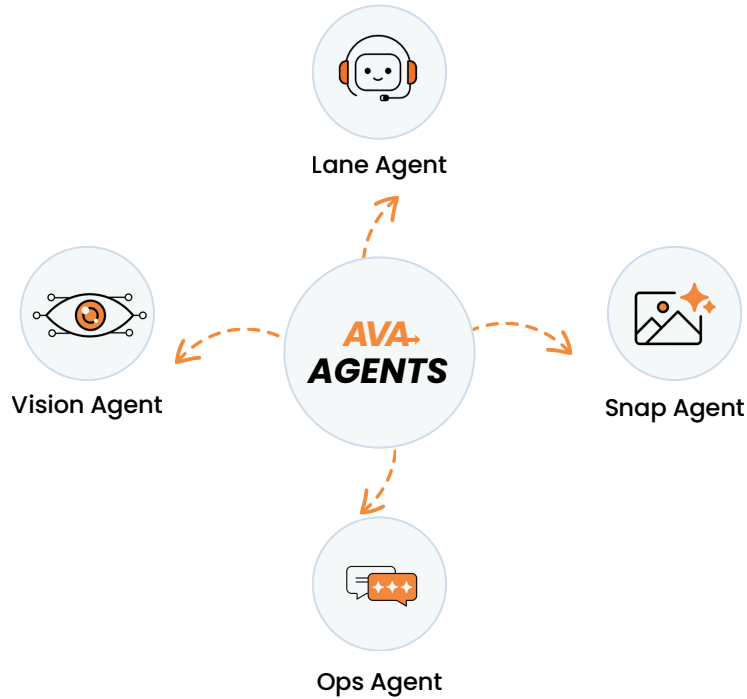 Lane Agent
AVA
AGENTS
Vision Agent
Snap Agent
Ops Agent